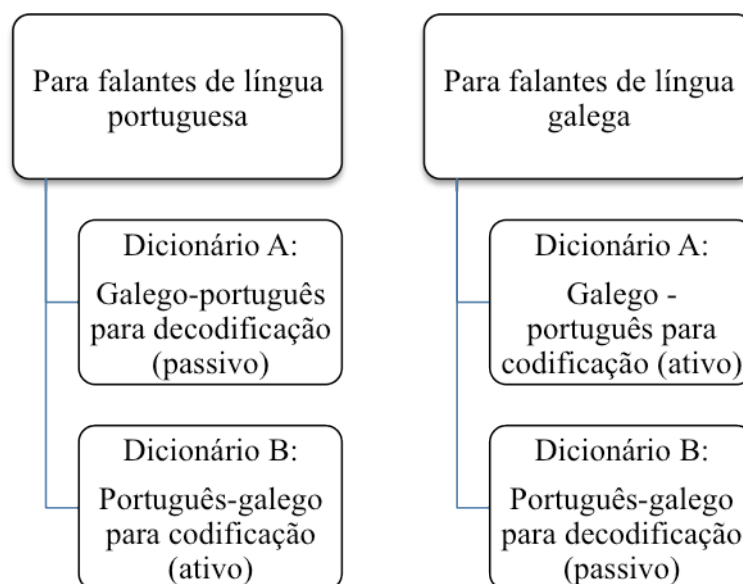 Para falantes de língua
portuguesa
Dicionário A:
Galego-português
para decodificação
(passivo)
Dicionário B:
Português-galego
para codificação
(ativo)
Para falantes de língua
galega
Dicionário A:
Galego -
português para
codificação (ativo)
Dicionário B:
Português-galego
para decodificação
(passivo)